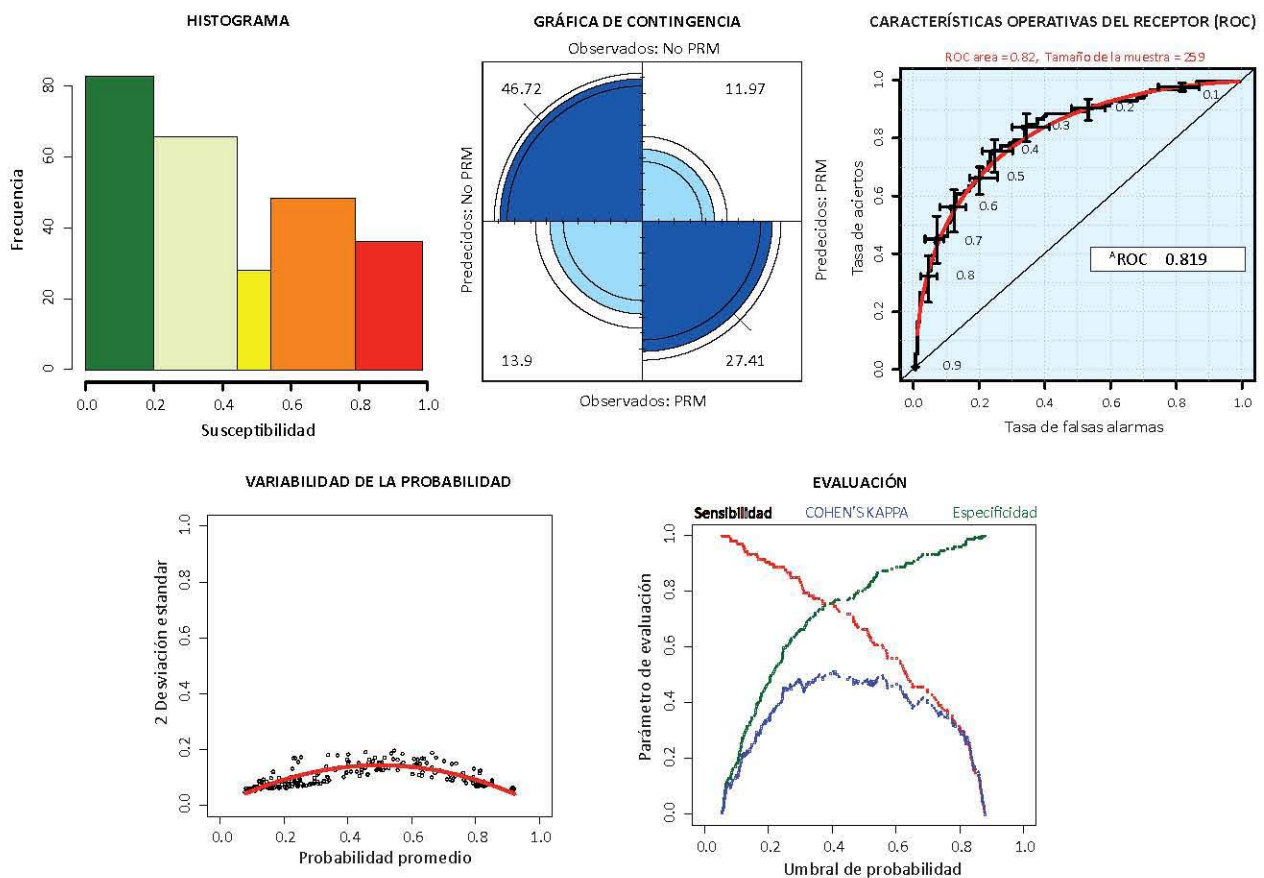 HISTOGRAMA
Frecuencia
80
60
40
20
0
0.0 0.2 0.4 0.6 0.8 1.0
Susceptibilidad
GRÁFICA DE CONTINGENCIA
Observados: No PRM
46.72
11.97
Predecidos: No PRM
Predecidos: PRM
13.9
27.41
Observados: PRM
CARACTERÍSTICAS OPERATIVAS DEL RECEPTOR (ROC)
ROC area = 0.82, Tamaño de la muestra = 259
Tasa de aciertos
1.0
0.8
0.6
0.4
0.2
0.0
0.1
0.2
0.3
0.4
0.5
0.6
0.7
0.8
0.9
AROC 0.819
0.0 0.2 0.4 0.6 0.8 1.0
Tasa de falsas alarmas
VARIABILIDAD DE LA PROBABILIDAD
2 Desviación estandar
1.0
0.8
0.6
0.4
0.2
0.0
0.0 0.2 0.4 0.6 0.8 1.0
Probabilidad promedio
EVALUACIÓN
Sensibilidad COHEN'S KAPPA Especificidad
Parámetro de evaluación
1.0
0.8
0.6
0.4
0.2
0.0
0.0 0.2 0.4 0.6 0.8 1.0
Umbral de probabilidad